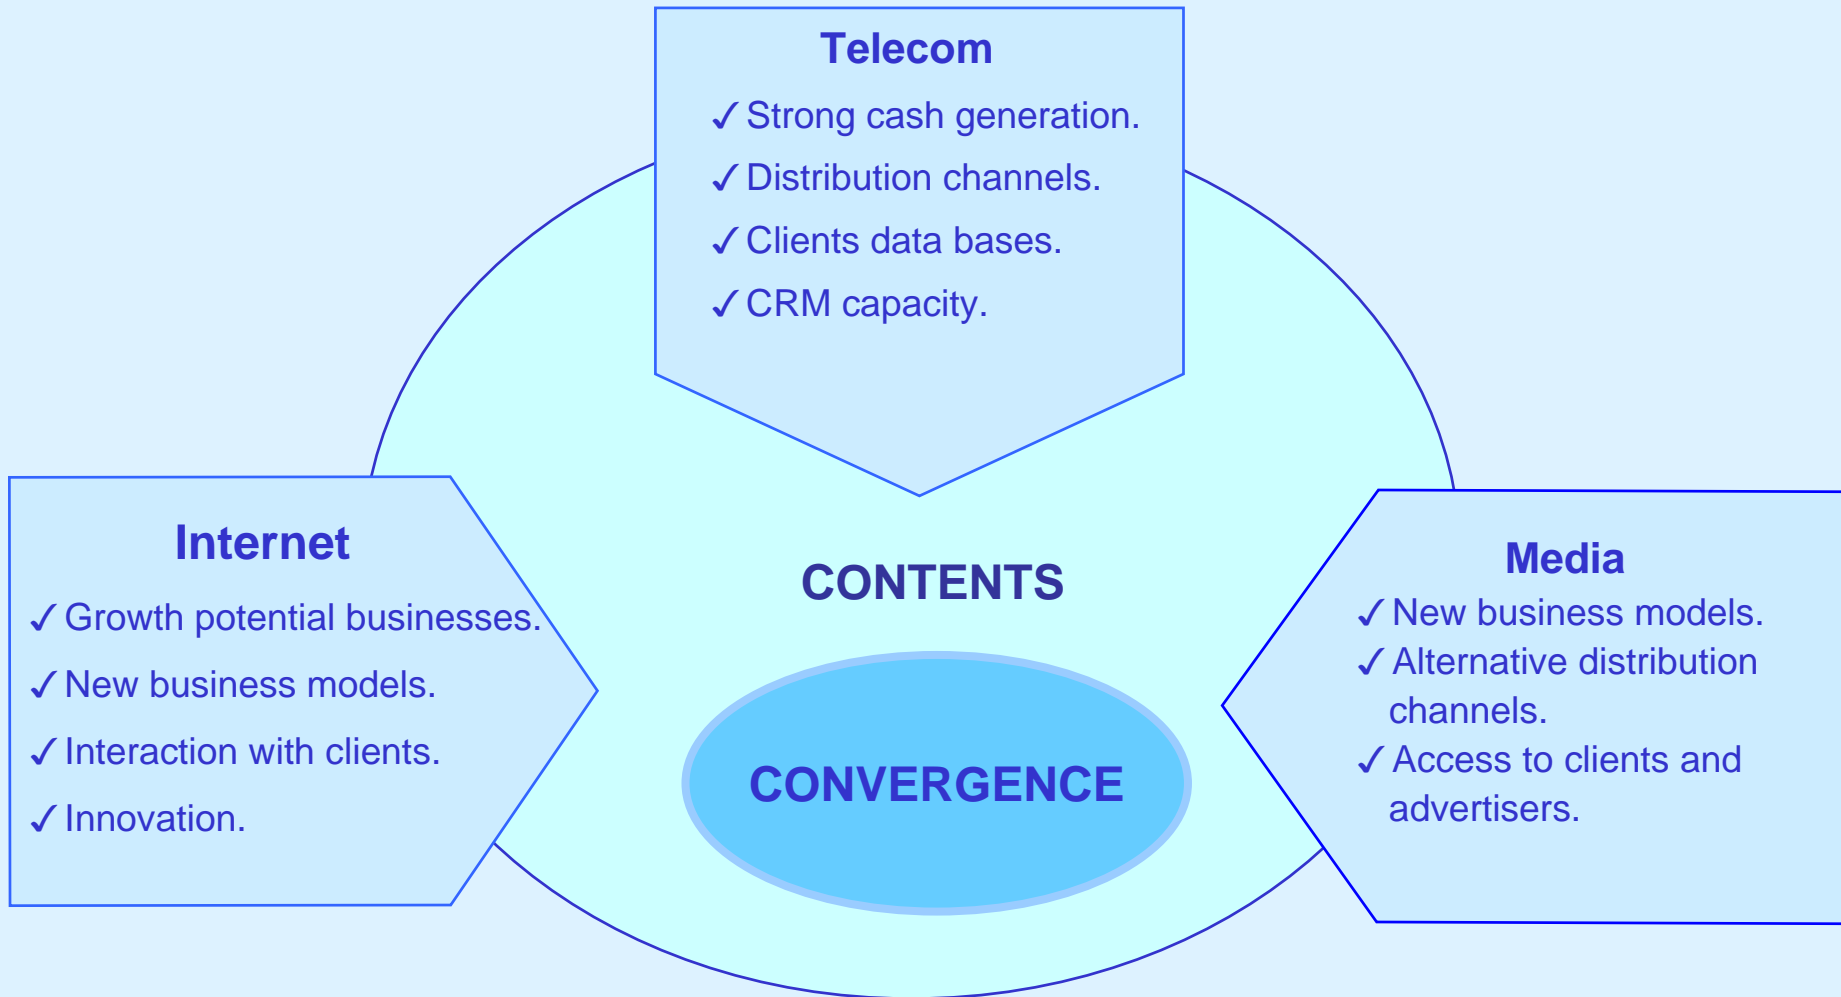 Telecom
✓Strong cash generation.
✓Distribution channels.
✓Clients data bases.
✓CRM capacity.
Internet
✓Growth potential businesses.
✓New business models.
✓Interaction with clients.
✓Innovation.
CONTENTS
CONVERGENCE
Media
✓New business models.
✓Alternative distribution
channels.
✓Access to clients and
advertisers.